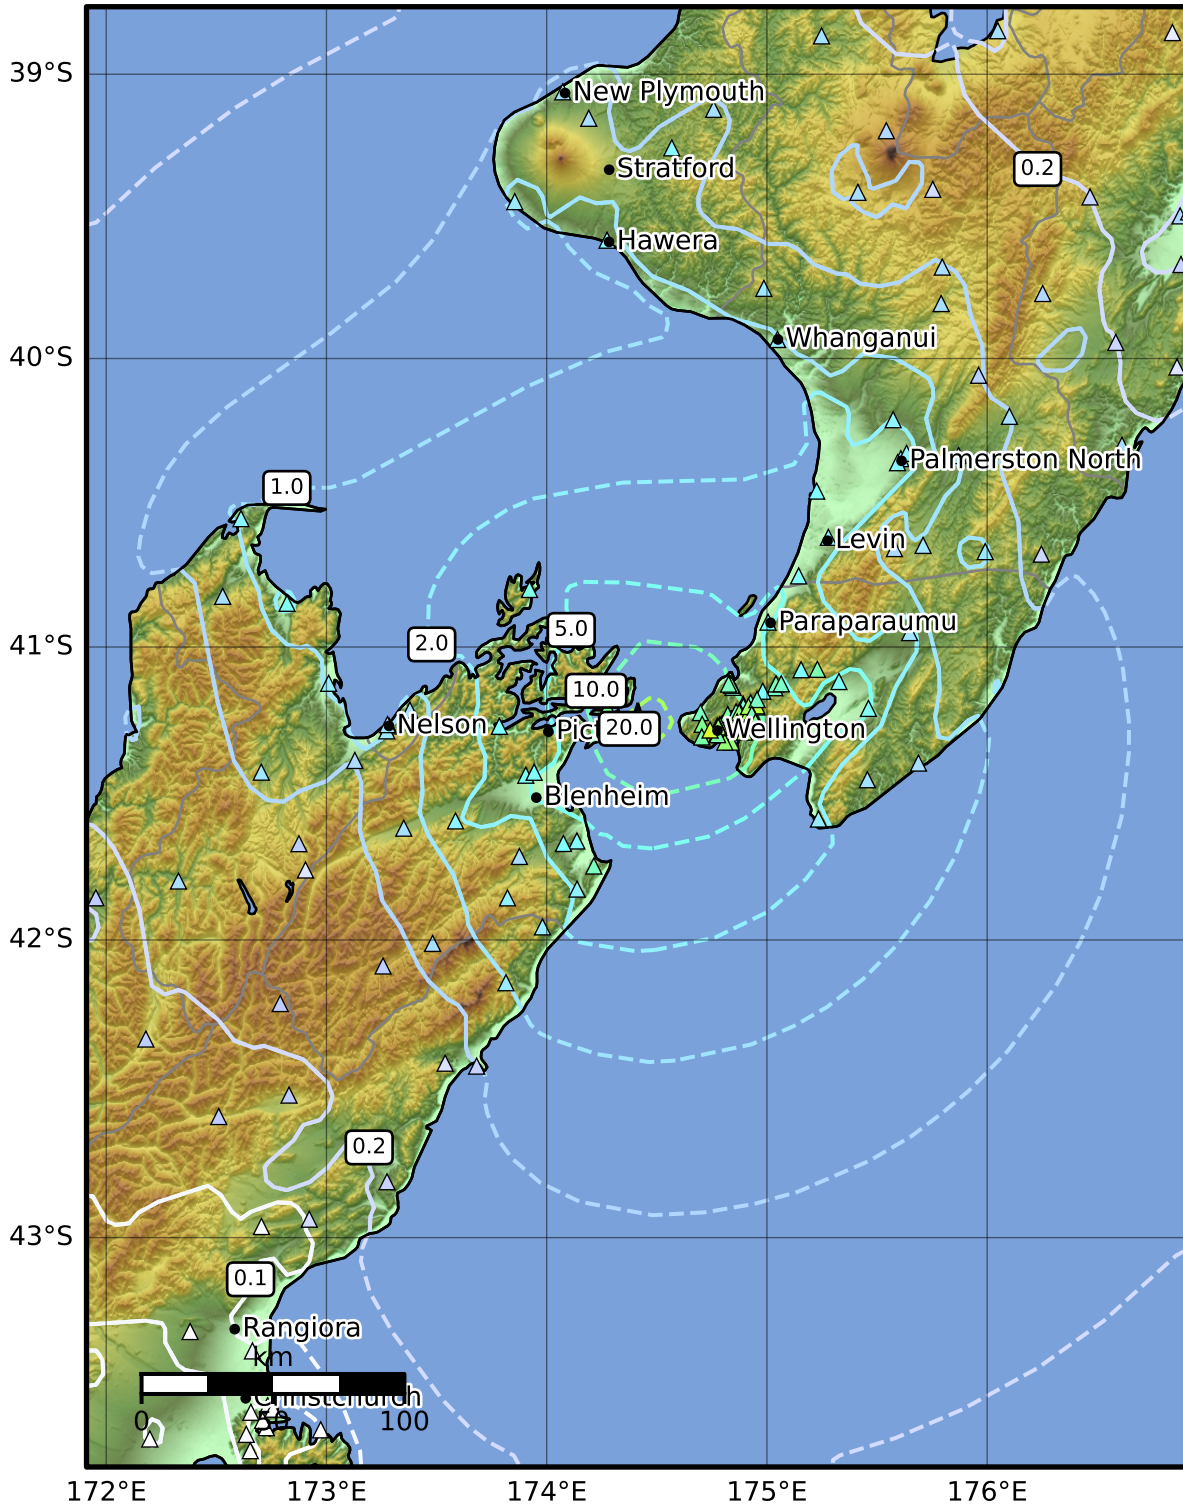 39°S
New Plymouth
0.2
Stratford
Hawera
Whanganui
40°S
Palmerston North
1.0
Levin
Paraparaumu
5.0
41°S
2.0
10.0
Nelson
20.0
Wellington
Blenheim
42°S
0.2
43°S
0.1
Rangiora
km
Christchurch
0
100
172°E
173°E
174°E
175°E
176°E